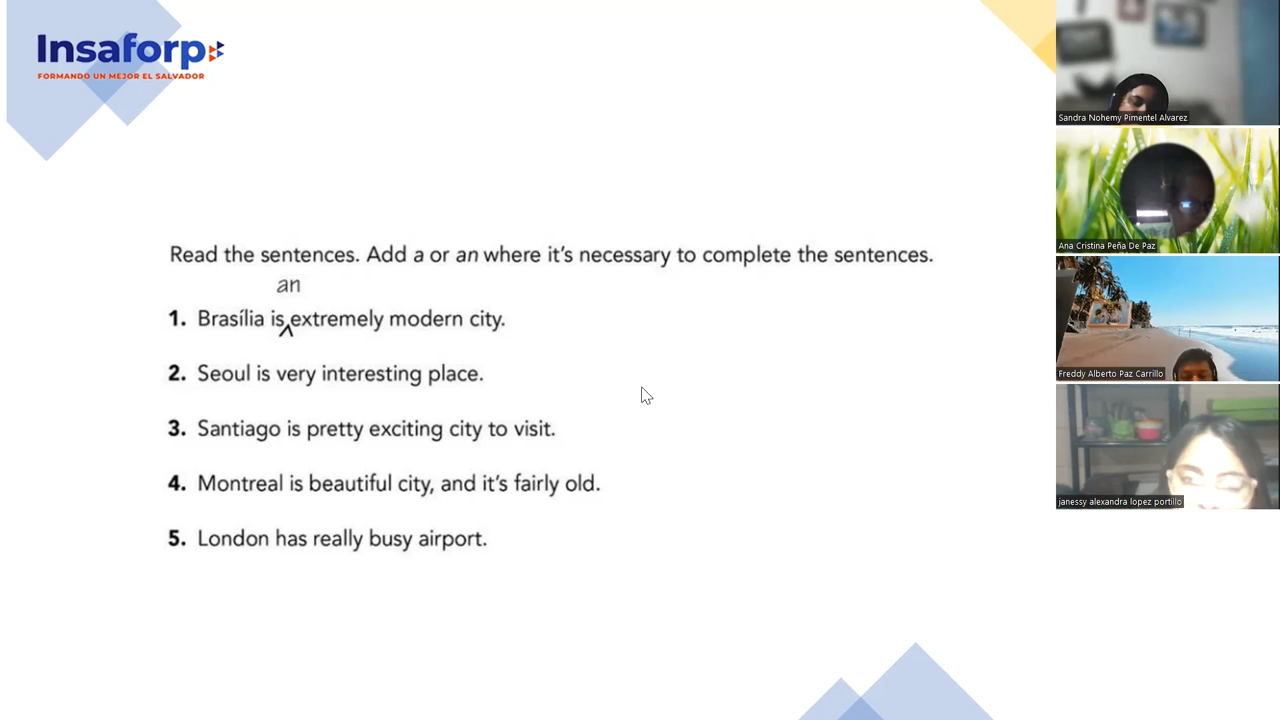 Insaforp
FORMANDO UN MEJOR EL SALVADOR
Read the sentences. Add a or an where it's necessary to complete the sentences.
an
1. Brasília is extremely modern city.
2. Seoul is very interesting place.
3. Santiago is pretty exciting city to visit.
4. Montreal is beautiful city, and it's fairly old.
5. London has really busy airport.
Sandra Nohemy Pimentel Alvarez
Ana Cristina Peña De Paz
Freddy Alberto Paz Carrillo
janessy alexandra lopez portillo